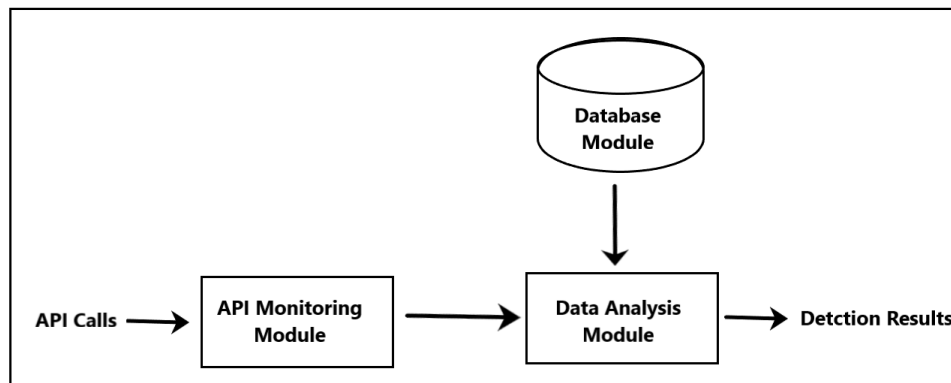 Database
Module
API Calls
API Monitoring
Module
Data Analysis
Module
Detction Results